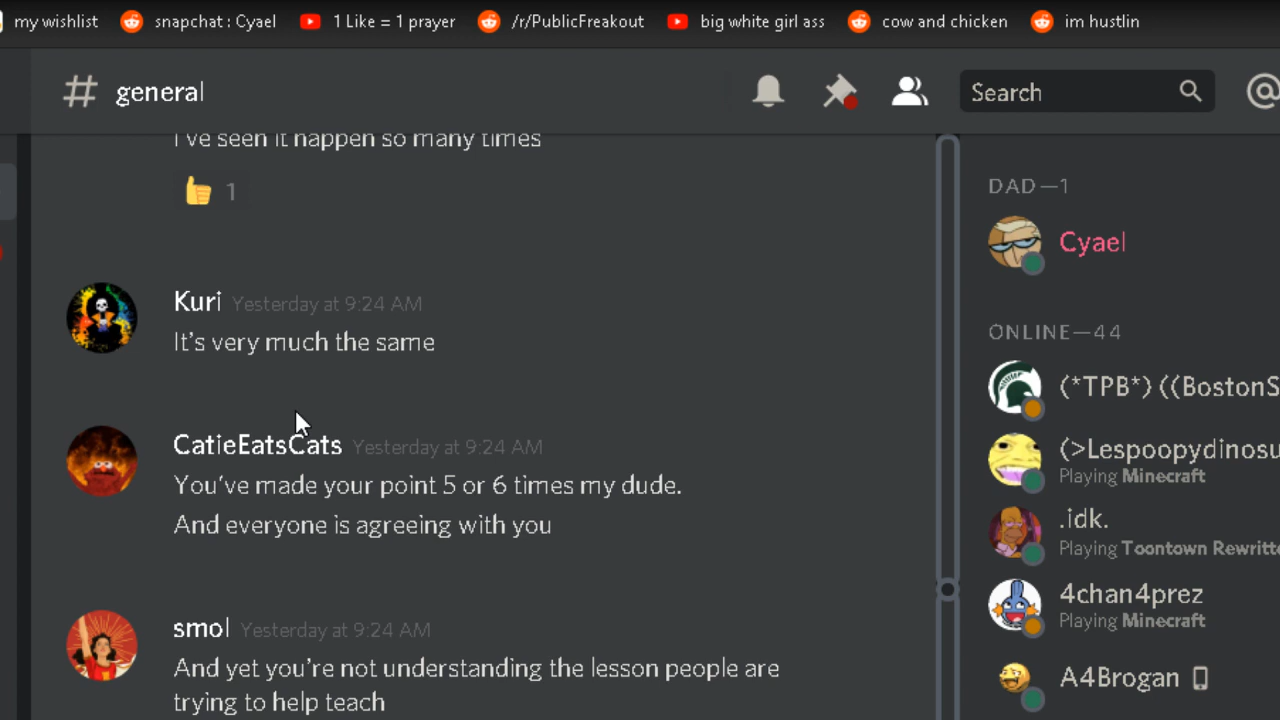 my wishlist snapchat : Cyael 1 Like = 1 prayer /r/PublicFreakout big white girl ass cow and chicken im hustlin
# general
Search
I've seen it happen so many times
👍 1
Kuri Yesterday at 9:24 AM
It's very much the same
CatieEatsCats Yesterday at 9:24 AM
You've made your point 5 or 6 times my dude.
And everyone is agreeing with you
smol Yesterday at 9:24 AM
And yet you're not understanding the lesson people are
trying to help teach
DAD—1
Cyael
ONLINE—44
(*TPB*) ((BostonS
(>Lespoopydinosu
Playing Minecraft
.idk.
Playing Toontown Rewritte
4chan4prez
Playing Minecraft
A4Brogan